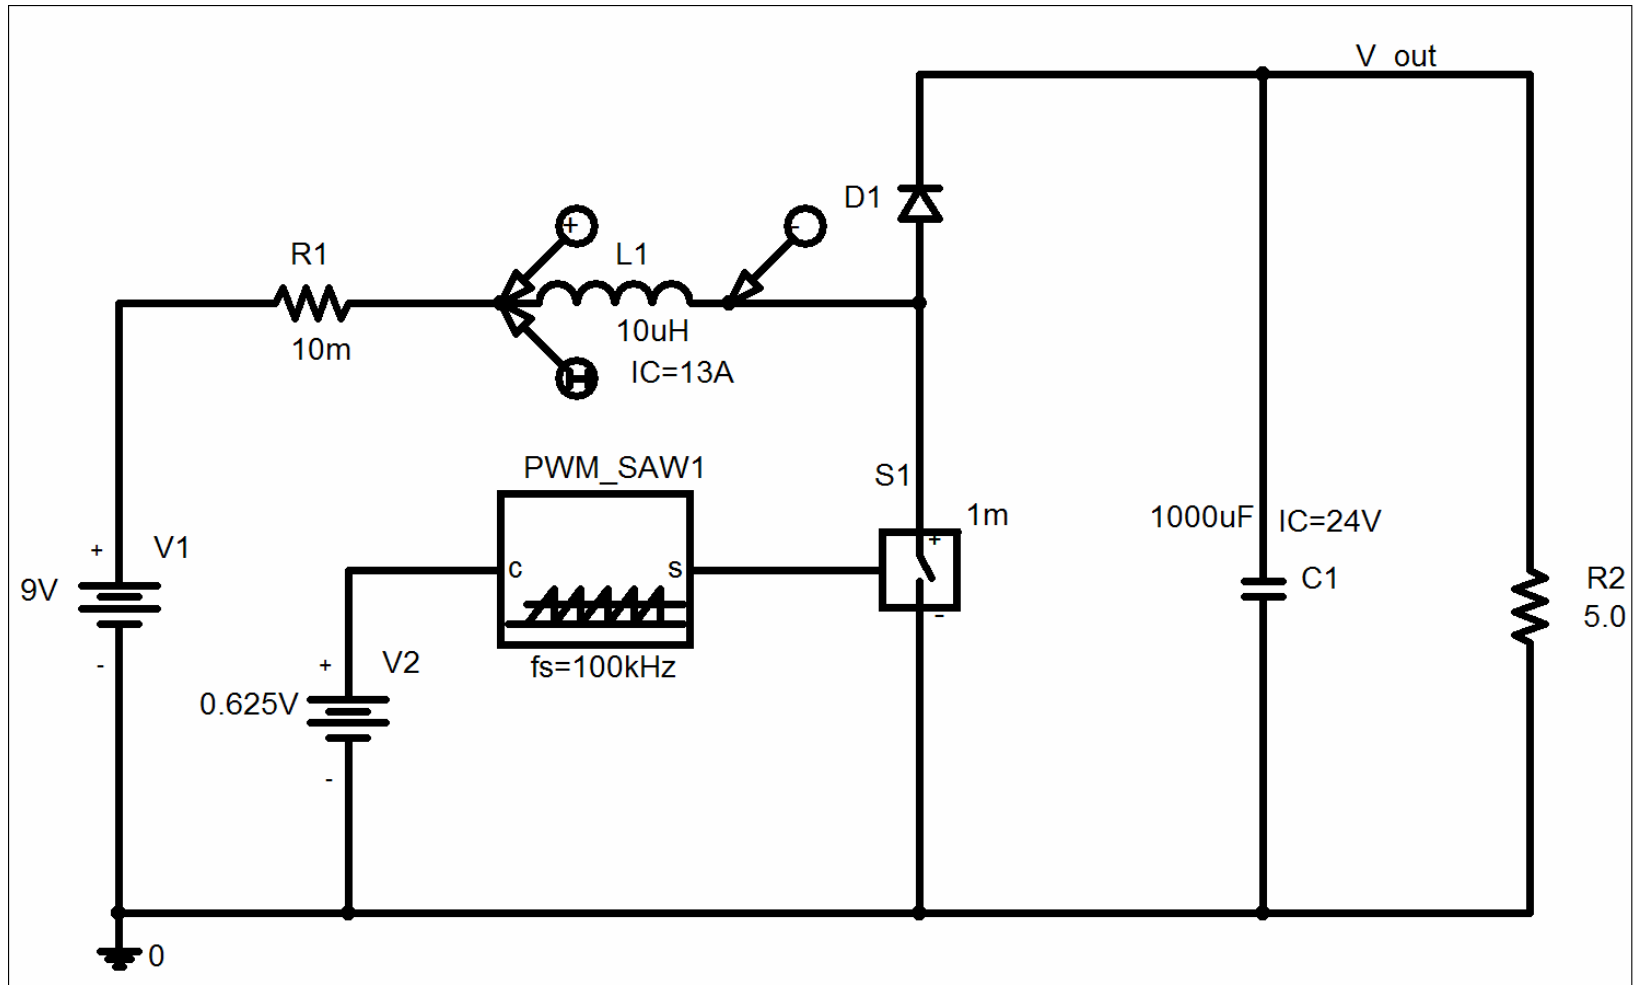 V out
D1
R1
L1
+
-
10m
10uH
IC=13A
H
PWM_SAW1
S1
1m
1000uF
IC=24V
+
V1
9V
-
c
s
+
-
C1
R2
5.0
fs=100kHz
+
V2
0.625V
-
0